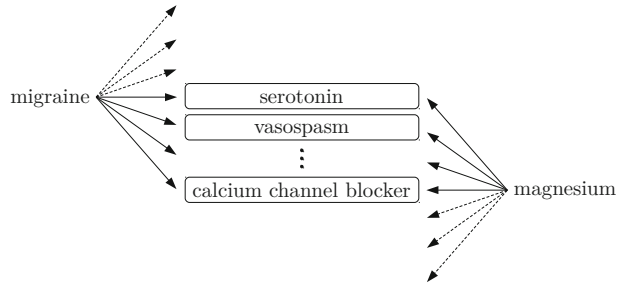 migraine
serotonin
vasospasm
calcium channel blocker
magnesium